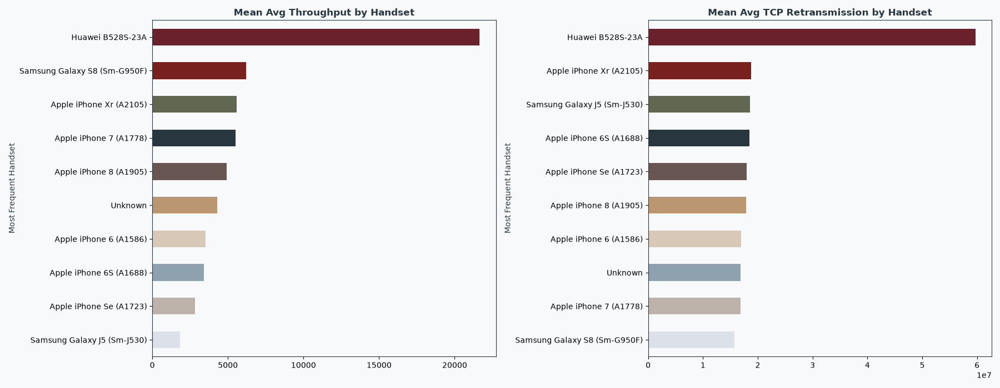 Mean Avg Throughput by Handset
Most Frequent Handset
Huawei B528S-23A
Samsung Galaxy S8 (Sm-G950F)
Apple iPhone Xr (A2105)
Apple iPhone 7 (A1778)
Apple iPhone 8 (A1905)
Unknown
Apple iPhone 6 (A1586)
Apple iPhone 6S (A1688)
Apple iPhone Se (A1723)
Samsung Galaxy J5 (Sm-J530)
0 5000 10000 15000 20000
Mean Avg TCP Retransmission by Handset
Most Frequent Handset
Huawei B528S-23A
Apple iPhone Xr (A2105)
Samsung Galaxy J5 (Sm-J530)
Apple iPhone 6S (A1688)
Apple iPhone Se (A1723)
Apple iPhone 8 (A1905)
Apple iPhone 6 (A1586)
Unknown
Apple iPhone 7 (A1778)
Samsung Galaxy S8 (Sm-G950F)
0 1 2 3 4 5 6
1e7